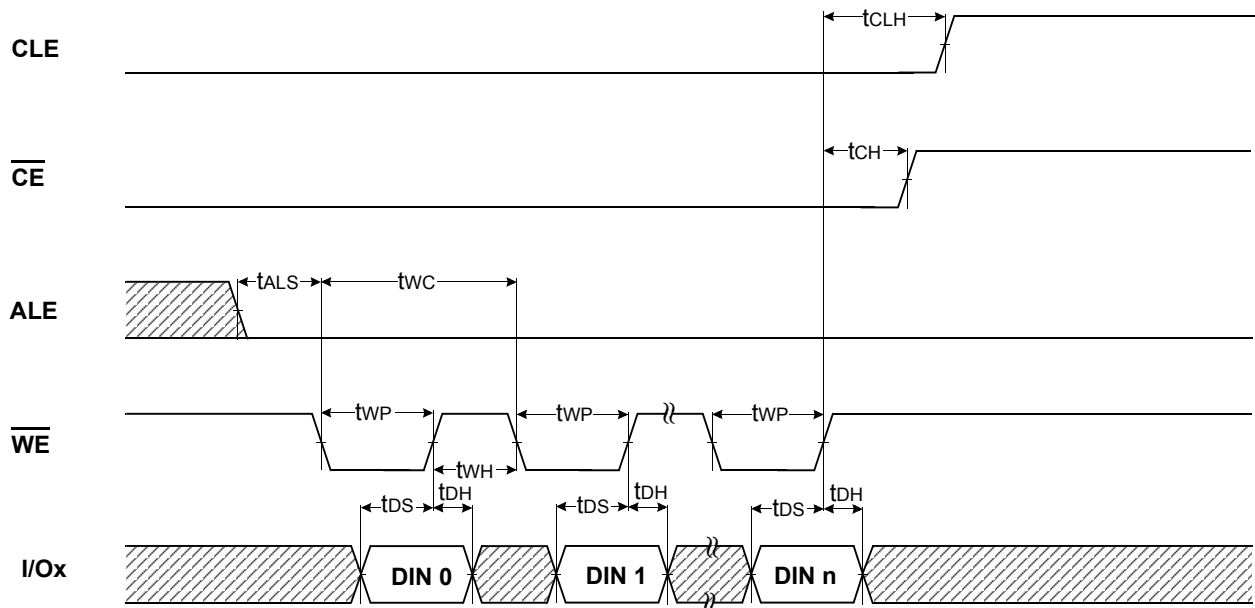 tCLH
CLE
tCH
CE
tALS
tWC
ALE
tWP
tWP
tWP
WE
tWH
tDS
tDH
tDS
tDH
tDS
tDH
I/Ox
DIN 0
DIN 1
DIN n